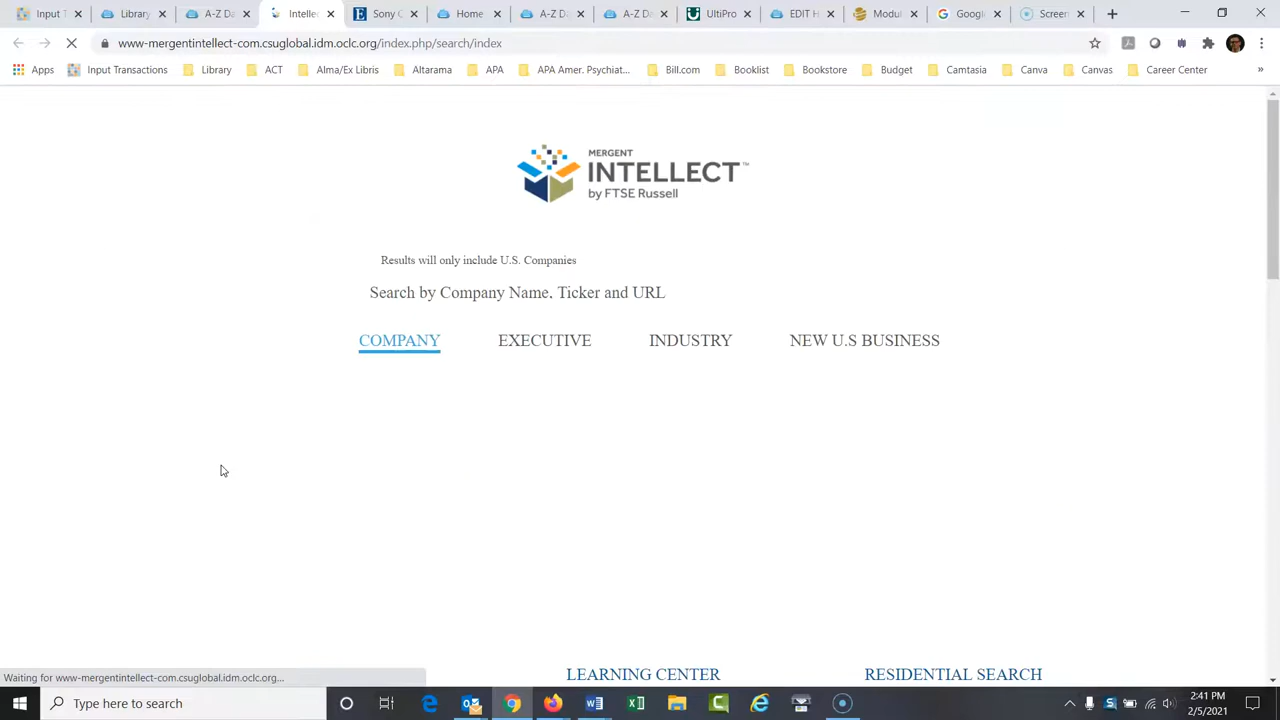 Input
Library
A-Z Da
Intellec
Sony C
Home
A-Z Da
A-Z Da
UltiPro
EDIT H
Modul
Google
Screen
www-mergentintellect-com.csuglobal.idm.oclc.org/index.php/search/index
Apps
Input Transactions
Library
ACT
Alma/Ex Libris
Altarama
APA
APA Amer. Psychiat...
Bill.com
Booklist
Bookstore
Budget
Camtasia
Canva
Canvas
Career Center
»
MERGENT
INTELLECT™
by FTSE Russell
Results will only include U.S. Companies
Search by Company Name, Ticker and URL
COMPANY
EXECUTIVE
INDUSTRY
NEW U.S BUSINESS
LEARNING CENTER
RESIDENTIAL SEARCH
Waiting for www-mergentintellect-com.csuglobal.idm.oclc.org...
Type here to search
2:41 PM
2/5/2021